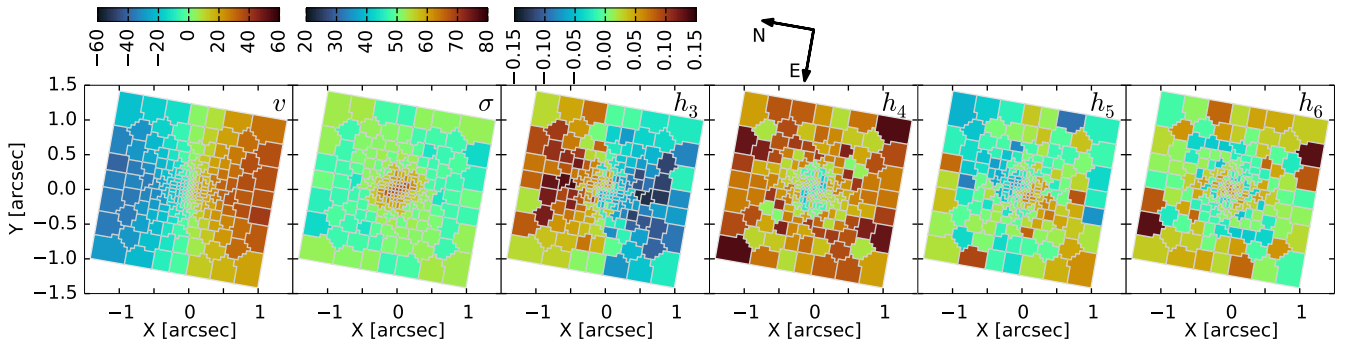 −60 −40 −20 0 20 40 60
20 30 40 50 60 70 80
−0.15 −0.10 −0.05 0.00 0.05 0.10 0.15
N
E
v
σ
h3
h4
h5
h6
1.5
1.0
0.5
0.0
−0.5
−1.0
−1.5
Y [arcsec]
−1 0 1 −1 0 1 −1 0 1 −1 0 1 −1 0 1 −1 0 1
X [arcsec] X [arcsec] X [arcsec] X [arcsec] X [arcsec] X [arcsec]